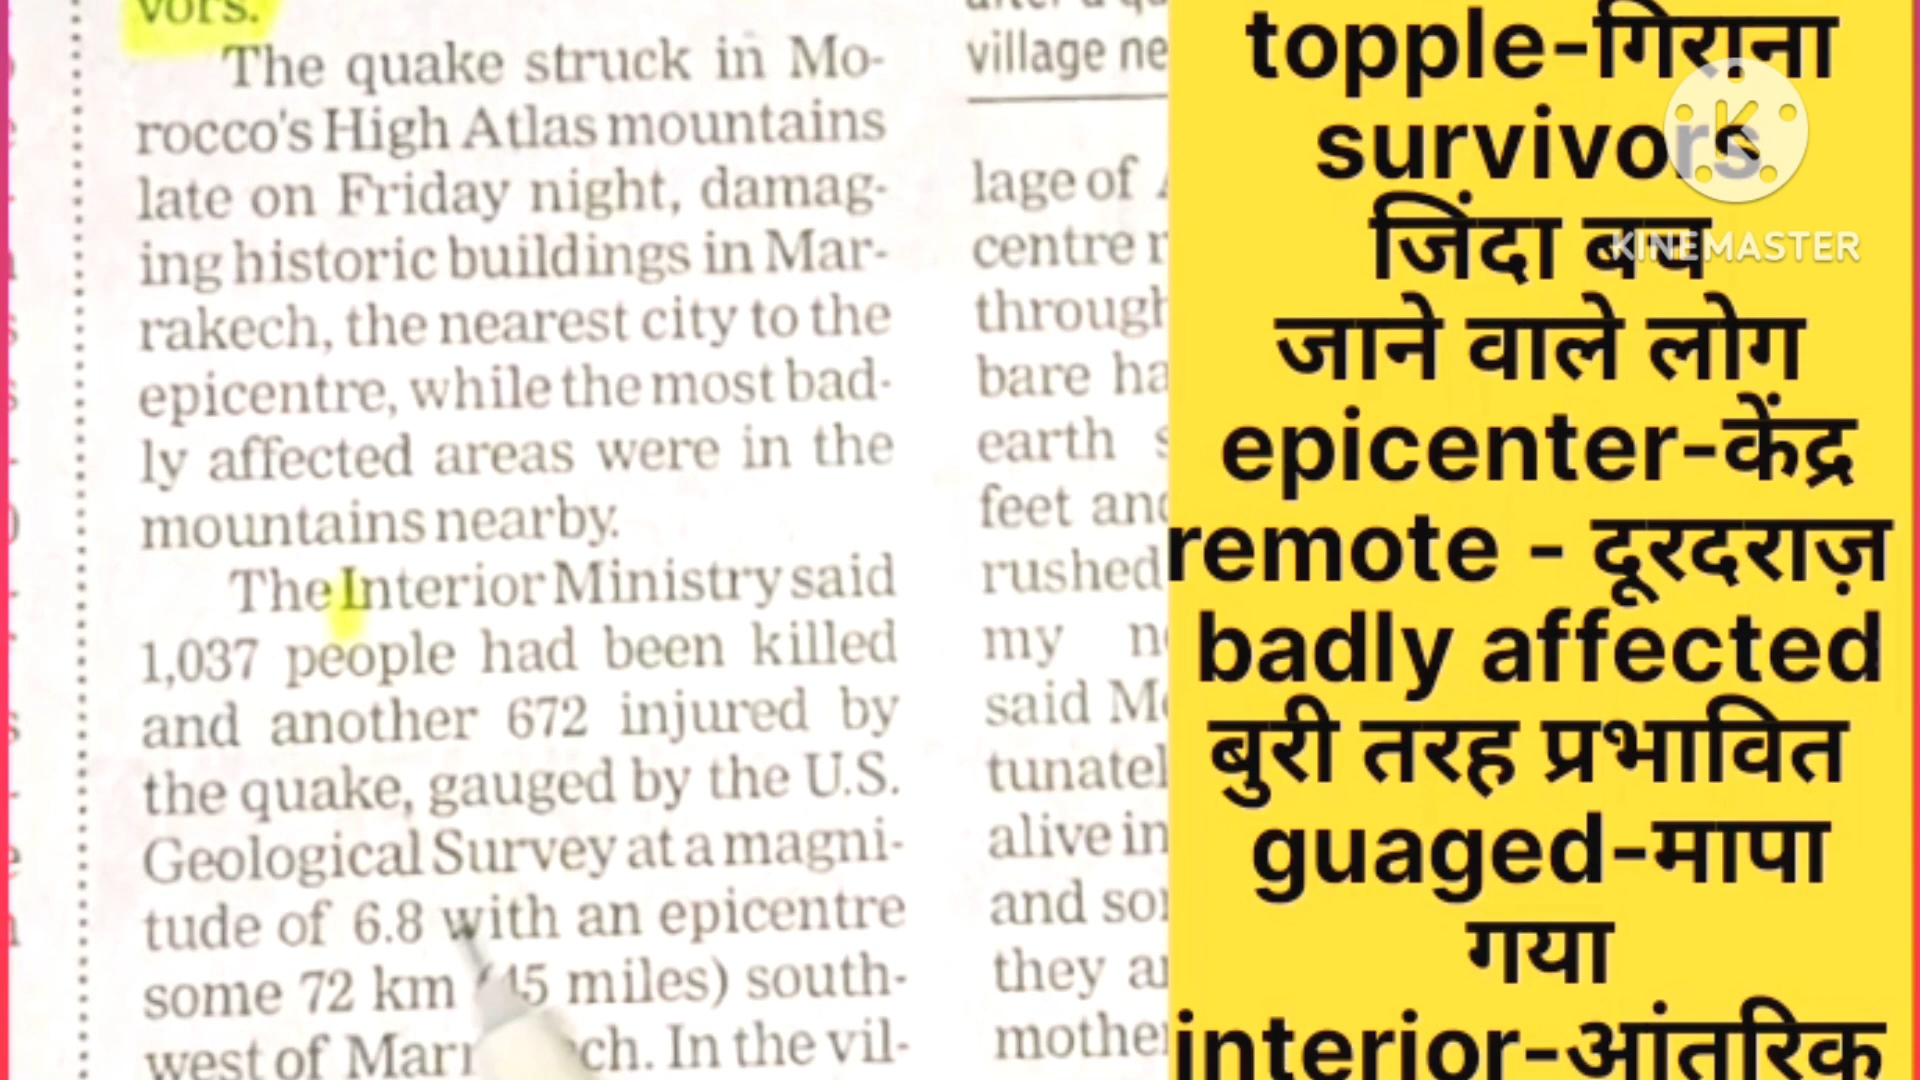 vors.
The quake struck in Mo-
rocco's High Atlas mountains
late on Friday night, damag-
ing historic buildings in Mar-
rakech, the nearest city to the
epicentre, while the most bad-
ly affected areas were in the
mountains nearby.
The Interior Ministry said
1,037 people had been killed
and another 672 injured by
the quake, gauged by the U.S.
Geological Survey at a magni-
tude of 6.8 with an epicentre
some 72 km 45 miles) south-
west of Marr ch. In the vil-
village ne
lage of
centre r
through
bare ha
earth s
feet and
rushed
my n
said M
tunatel
alive in
and so
they a
mothe
topple-गिराना
survivors
जिंदा बच
जाने वाले लोग
epicenter-केंद्र
remote - दूरदराज़
badly affected
बुरी तरह प्रभावित
guaged-मापा
गया
interior-आंतरिक
K
KINEMASTER